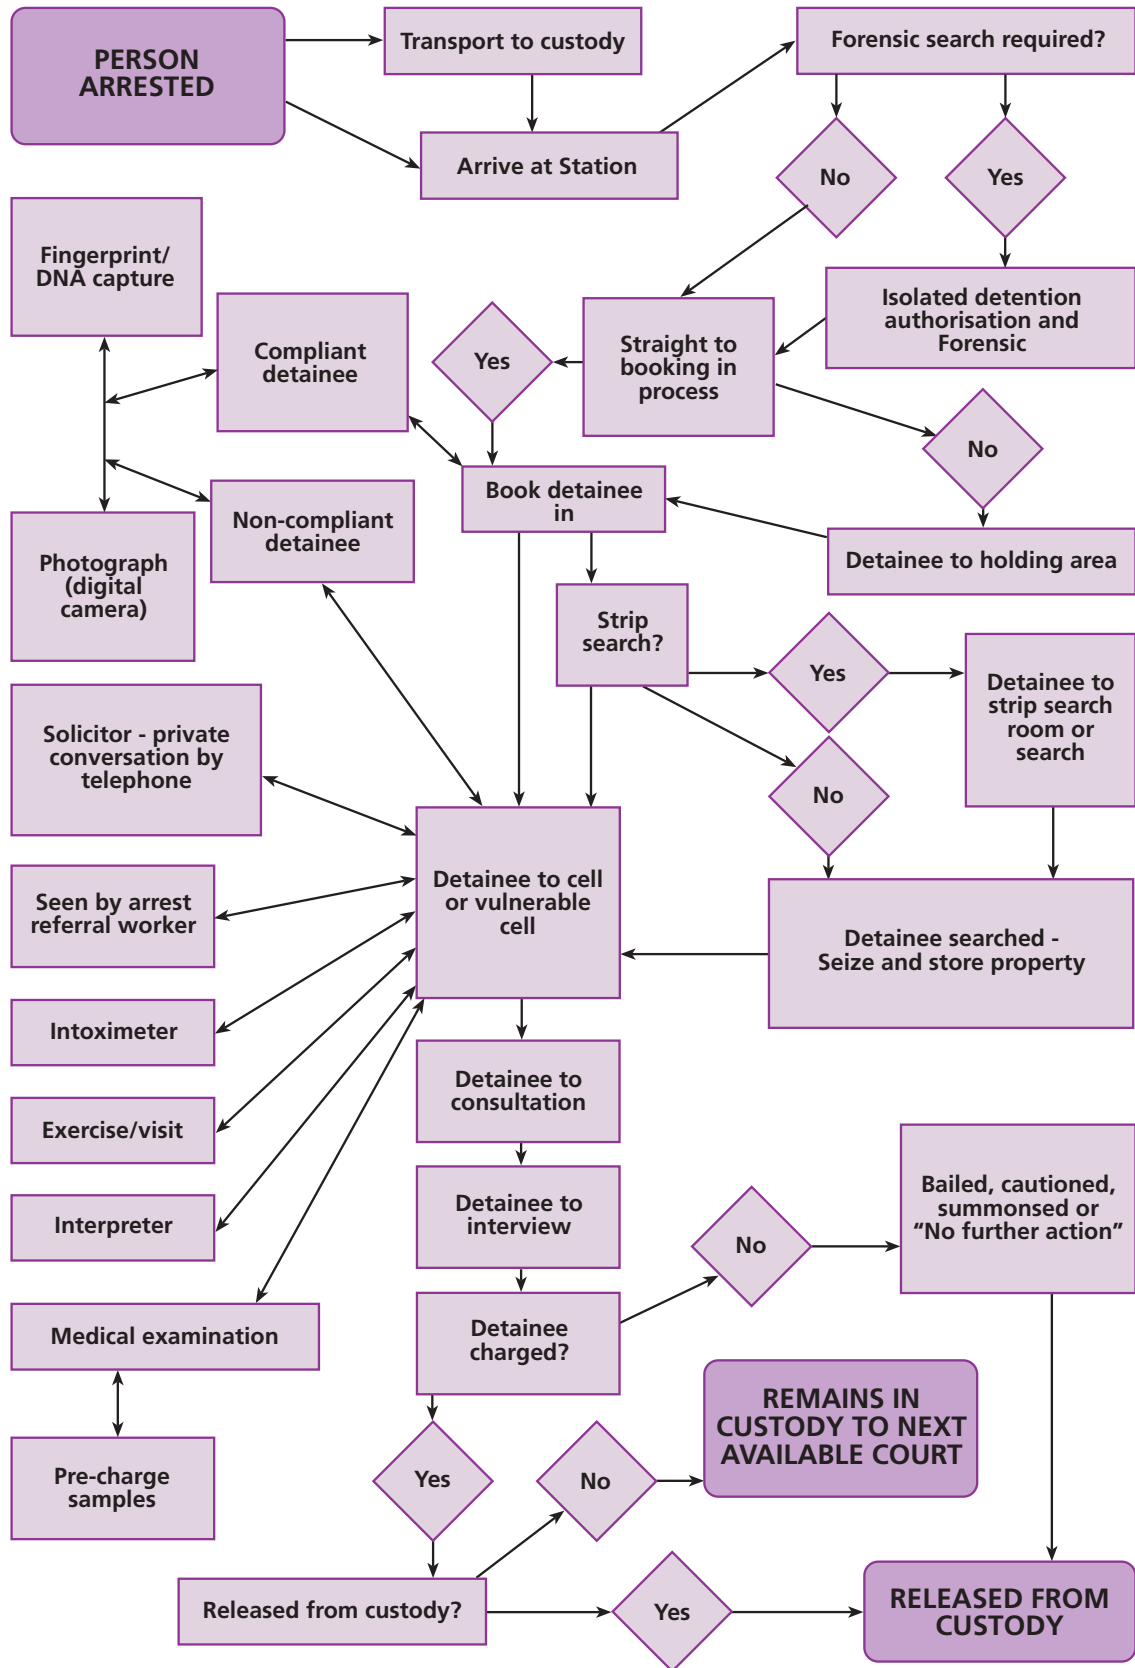 PERSON
ARRESTED
Transport to custody
Forensic search required?
Arrive at Station
No
Yes
Fingerprint/
DNA capture
Isolated detention
authorisation and
Forensic
Compliant
detainee
Yes
Straight to
booking in
process
No
Book detainee
in
Non-compliant
detainee
Photograph
(digital
camera)
Detainee to holding area
Strip
search?
Yes
Detainee to
strip search
room or
search
Solicitor - private
conversation by
telephone
No
Detainee to cell
or vulnerable
cell
Seen by arrest
referral worker
Detainee searched -
Seize and store property
Intoximeter
Detainee to
consultation
Exercise/visit
Detainee to
interview
Bailed, cautioned,
summonsed or
“No further action”
Interpreter
No
Medical examination
Detainee
charged?
REMAINS IN
CUSTODY TO NEXT
AVAILABLE COURT
Pre-charge
samples
Yes
No
Released from custody?
Yes
RELEASED FROM
CUSTODY